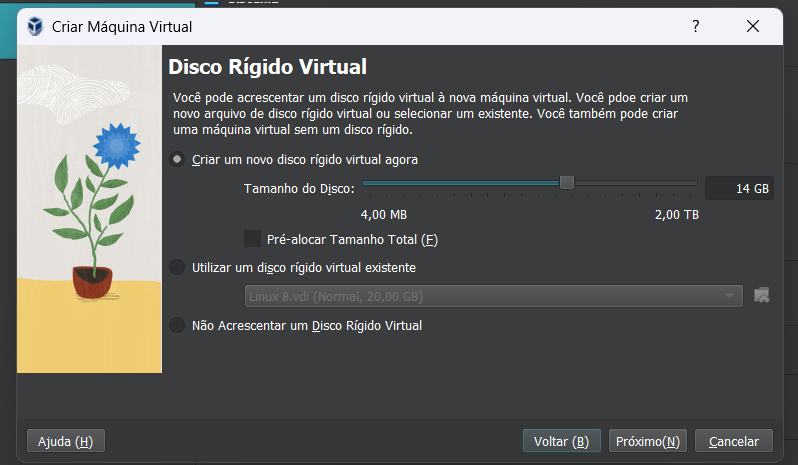 Criar Máquina Virtual
?
Disco Rígido Virtual
Você pode acrescentar um disco rígido virtual à nova máquina virtual. Você pdoe criar um
novo arquivo de disco rígido virtual ou selecionar um existente. Você também pode criar
uma máquina virtual sem um disco rígido.
Criar um novo disco rígido virtual agora
Tamanho do Disco:
14 GB
4,00 MB
2,00 TB
Pré-alocar Tamanho Total (F)
Utilizar um disco rígido virtual existente
Linux 8.vdi (Normal, 20,00 GB)
Não Acrescentar um Disco Rígido Virtual
Ajuda (H)
Voltar (B)
Próximo(N)
Cancelar